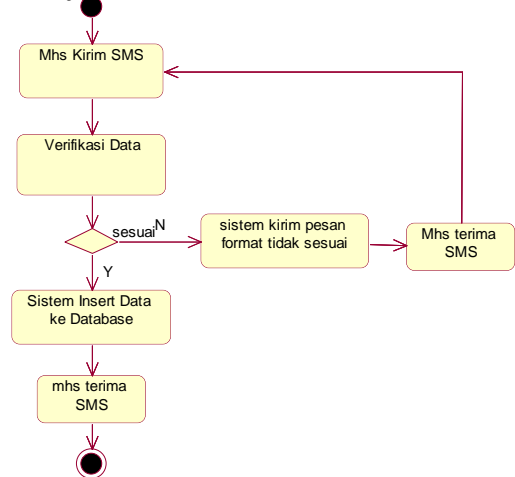 Mhs Kirim SMS
Verifikasi Data
sesuai
N
sistem kirim pesan
format tidak sesuai
Mhs terima
SMS
Y
Sistem Insert Data
ke Database
mhs terima
SMS